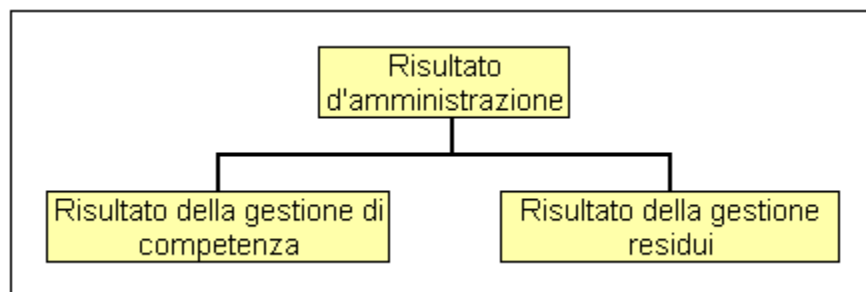 Risultato
d'amministrazione
Risultato della gestione di
competenza
Risultato della gestione
residui